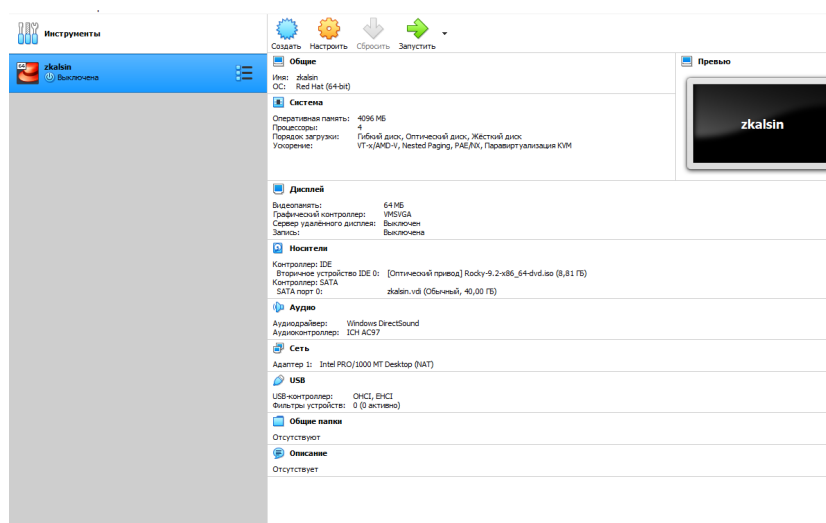 Инструменты
Создать Настроить Сбросить Запустить
64
zkalsin
Выключена
Общие
Имя: zkalsin
ОС: Red Hat (64-bit)
Превью
zkalsin
Система
Оперативная память: 4096 МБ
Процессоры: 4
Порядок загрузки: Гибкий диск, Оптический диск, Жёсткий диск
Ускорение: VT-x/AMD-V, Nested Paging, PAE/NX, Паравиртуализация KVM
Дисплей
Видеопамять: 64 МБ
Графический контроллер: VMSVGA
Сервер удалённого дисплея: Выключен
Запись: Выключена
Носители
Контроллер: IDE
Вторичное устройство IDE 0: [Оптический привод] Rocky-9.2-x86_64-dvd.iso (8,81 ГБ)
Контроллер: SATA
SATA порт 0: zkalsin.vdi (Обычный, 40,00 ГБ)
Аудио
Аудиодрайвер: Windows DirectSound
Аудиоконтроллер: ICH AC97
Сеть
Адаптер 1: Intel PRO/1000 MT Desktop (NAT)
USB
USB-контроллер: OHCI, EHCI
Фильтры устройств: 0 (0 активно)
Общие папки
Отсутствуют
Описание
Отсутствует